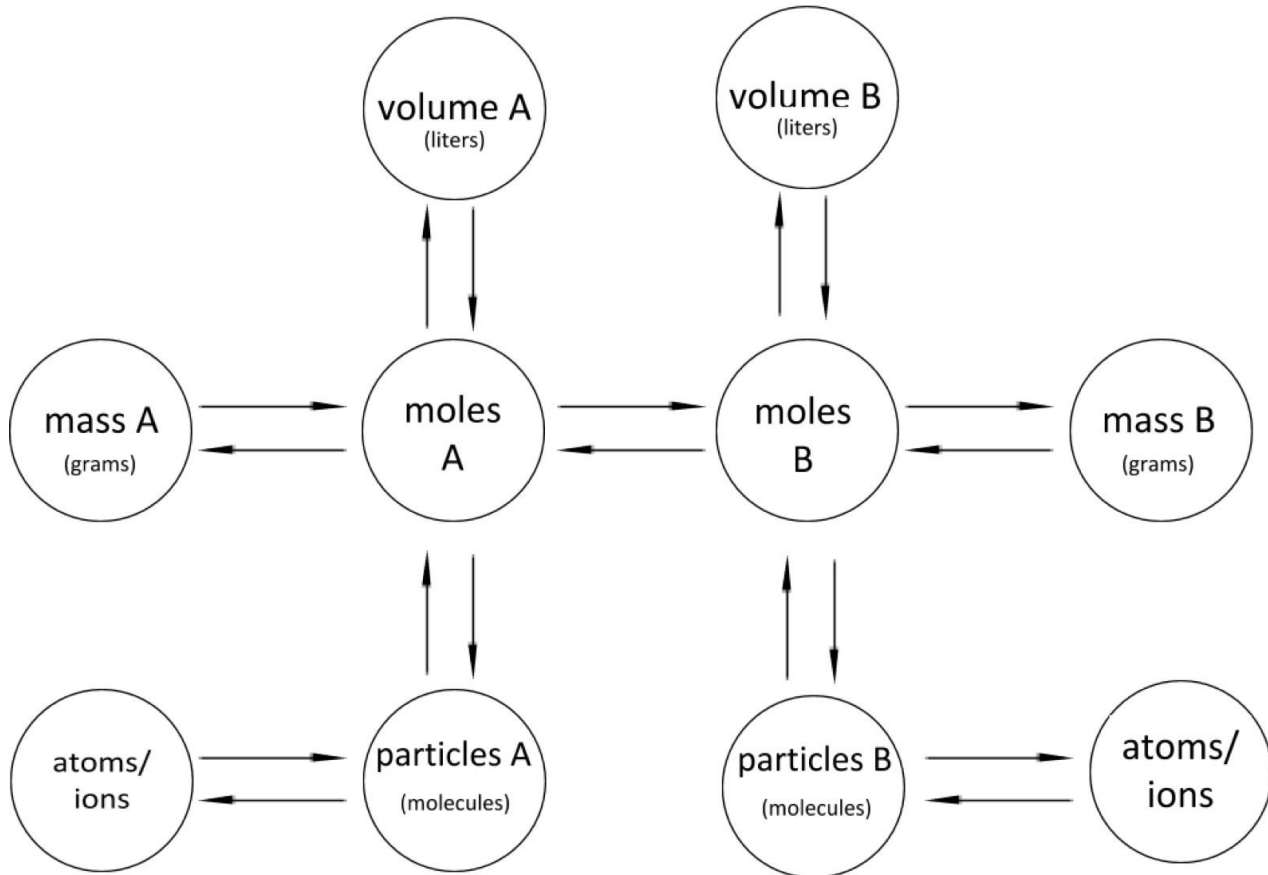 volume A
(liters)
volume B
(liters)
mass A
(grams)
moles
A
moles
B
mass B
(grams)
atoms/
ions
particles A
(molecules)
particles B
(molecules)
atoms/
ions